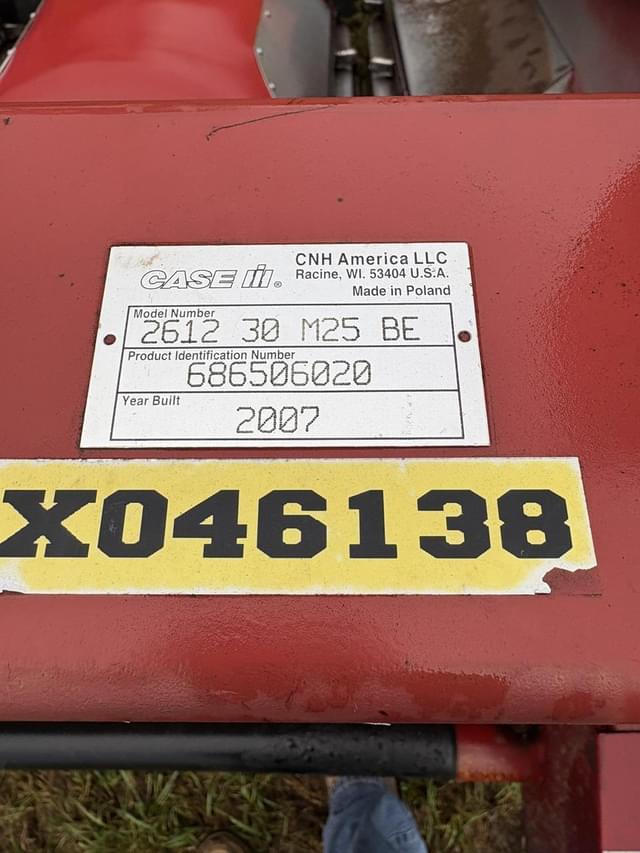 CASE IH®
CNH America LLC
Racine, WI. 53404 U.S.A.
Made in Poland
Model Number
2612 30 M25 BE
Product Identification Number
686506020
Year Built
2007
X046138